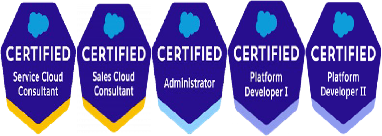 CERTIFIED
Service Cloud
Consultant
CERTIFIED
Sales Cloud
Consultant
CERTIFIED
Administrator
CERTIFIED
Platform
Developer I
CERTIFIED
Platform
Developer II